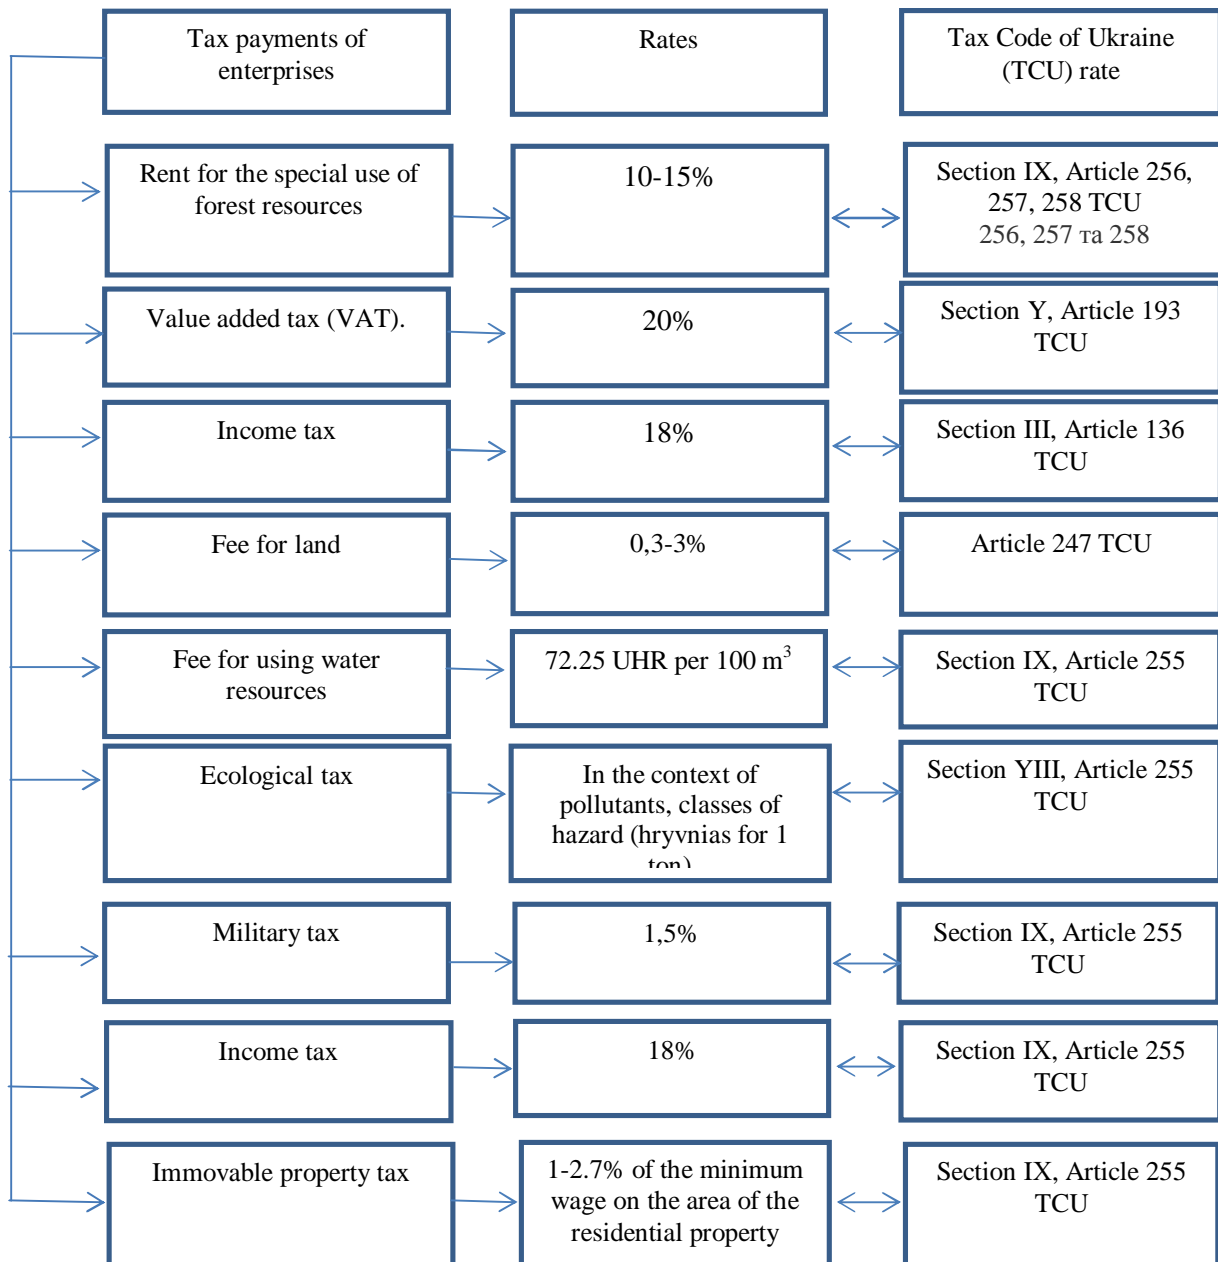 Tax payments of
enterprises
Rates
Tax Code of Ukraine
(TCU) rate
Rent for the special use of
forest resources
10-15%
Section IX, Article 256,
257, 258 TCU
256, 257 та 258
Value added tax (VAT).
20%
Section Y, Article 193
TCU
Income tax
18%
Section III, Article 136
TCU
Fee for land
0,3-3%
Article 247 TCU
Fee for using water
resources
72.25 UHR per 100 m³
Section IX, Article 255
TCU
Ecological tax
In the context of
pollutants, classes of
hazard (hryvnias for 1
ton)
Section YIII, Article 255
TCU
Military tax
1,5%
Section IX, Article 255
TCU
Income tax
18%
Section IX, Article 255
TCU
Immovable property tax
1-2.7% of the minimum
wage on the area of the
residential property
Section IX, Article 255
TCU